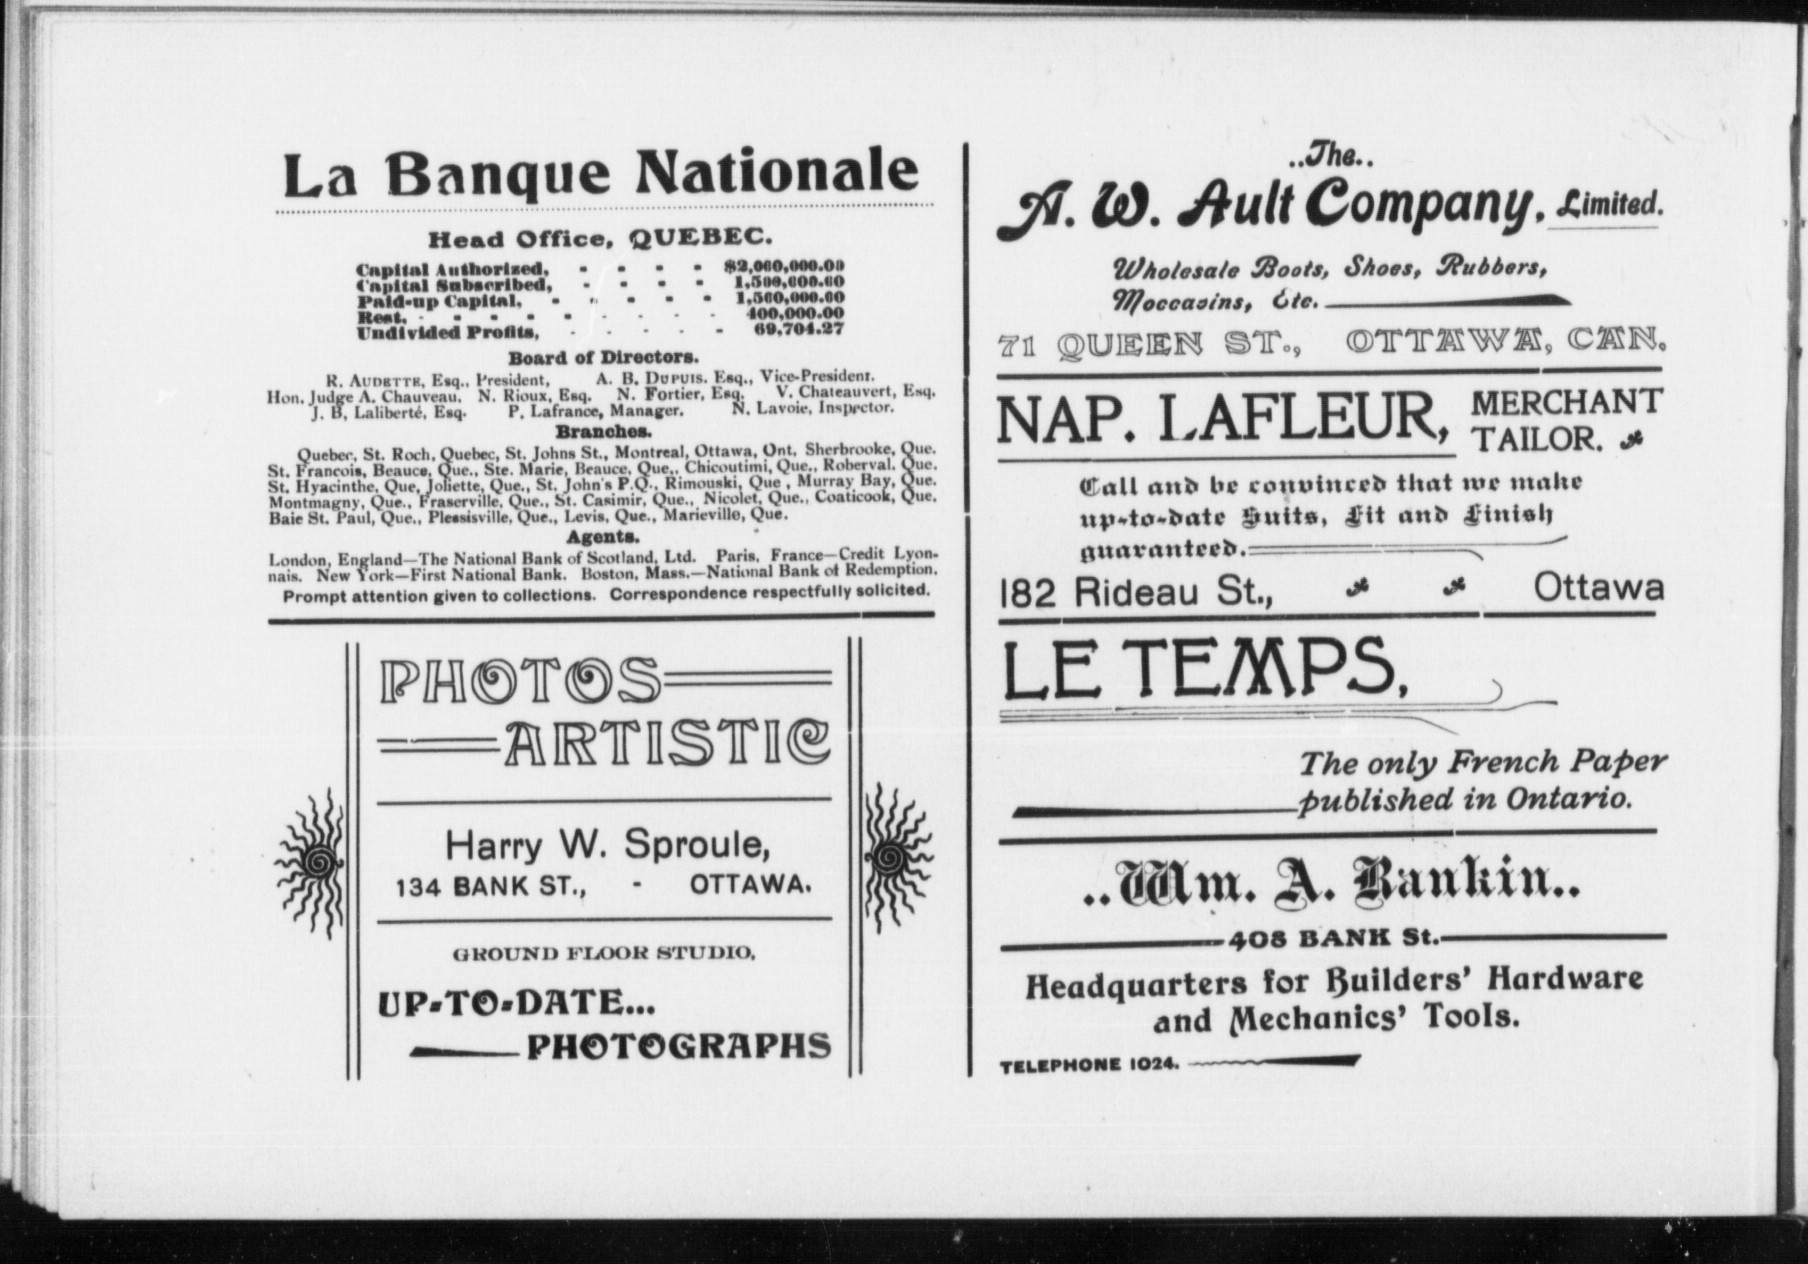 La Banque Nationale
Head Office, QUEBEC.
Capital Authorized, - - - - $2,000,000.00
Capital Subscribed, - - - - 1,500,000.00
Paid-up Capital, - - - - - 1,500,000.00
Rest, - - - - - - - - - 400,000.00
Undivided Profits, - - - - - 69,704.27
Board of Directors.
R. AUDETTE, Esq., President, A. B. DUPUIS. Esq., Vice-President.
Hon. Judge A. Chauveau. N. Rioux, Esq. N. Fortier, Esq. V. Chateauvert, Esq.
J. B, Laliberté, Esq. P. Lafrance, Manager. N. Lavoie, Inspector.
Branches.
Quebec, St. Roch, Quebec, St. Johns St., Montreal, Ottawa, Ont, Sherbrooke, Que.
St. Francois, Beauce, Que., Ste. Marie, Beauce, Que., Chicoutimi, Que., Roberval, Que.
St. Hyacinthe, Que, Joliette, Que., St. John's P.Q., Rimouski, Que , Murray Bay, Que.
Montmagny, Que., Fraserville, Que., St. Casimir, Que., Nicolet, Que., Coaticook, Que.
Baie St. Paul, Que., Plessisville, Que., Levis, Que., Marieville, Que.
Agents.
London, England—The National Bank of Scotland, Ltd. Paris, France—Credit Lyon-
nais. New York—First National Bank. Boston, Mass.—National Bank of Redemption.
Prompt attention given to collections. Correspondence respectfully solicited.
PHOTOS
ARTISTIC
Harry W. Sproule,
134 BANK ST., - OTTAWA.
GROUND FLOOR STUDIO,
UP-TO-DATE...
PHOTOGRAPHS
..The..
A. W. Ault Company, Limited.
Wholesale Boots, Shoes, Rubbers,
Moccasins, Etc.
71 QUEEN ST., OTTAWA, CAN.
NAP. LAFLEUR, MERCHANT
TAILOR.
Call and be convinced that we make
up-to-date Suits, Fit and Finish
guaranteed.
182 Rideau St., Ottawa
LE TEMPS,
The only French Paper
published in Ontario.
..Wm. A. Rankin..
408 BANK St.
Headquarters for Builders' Hardware
and Mechanics' Tools.
TELEPHONE 1024.